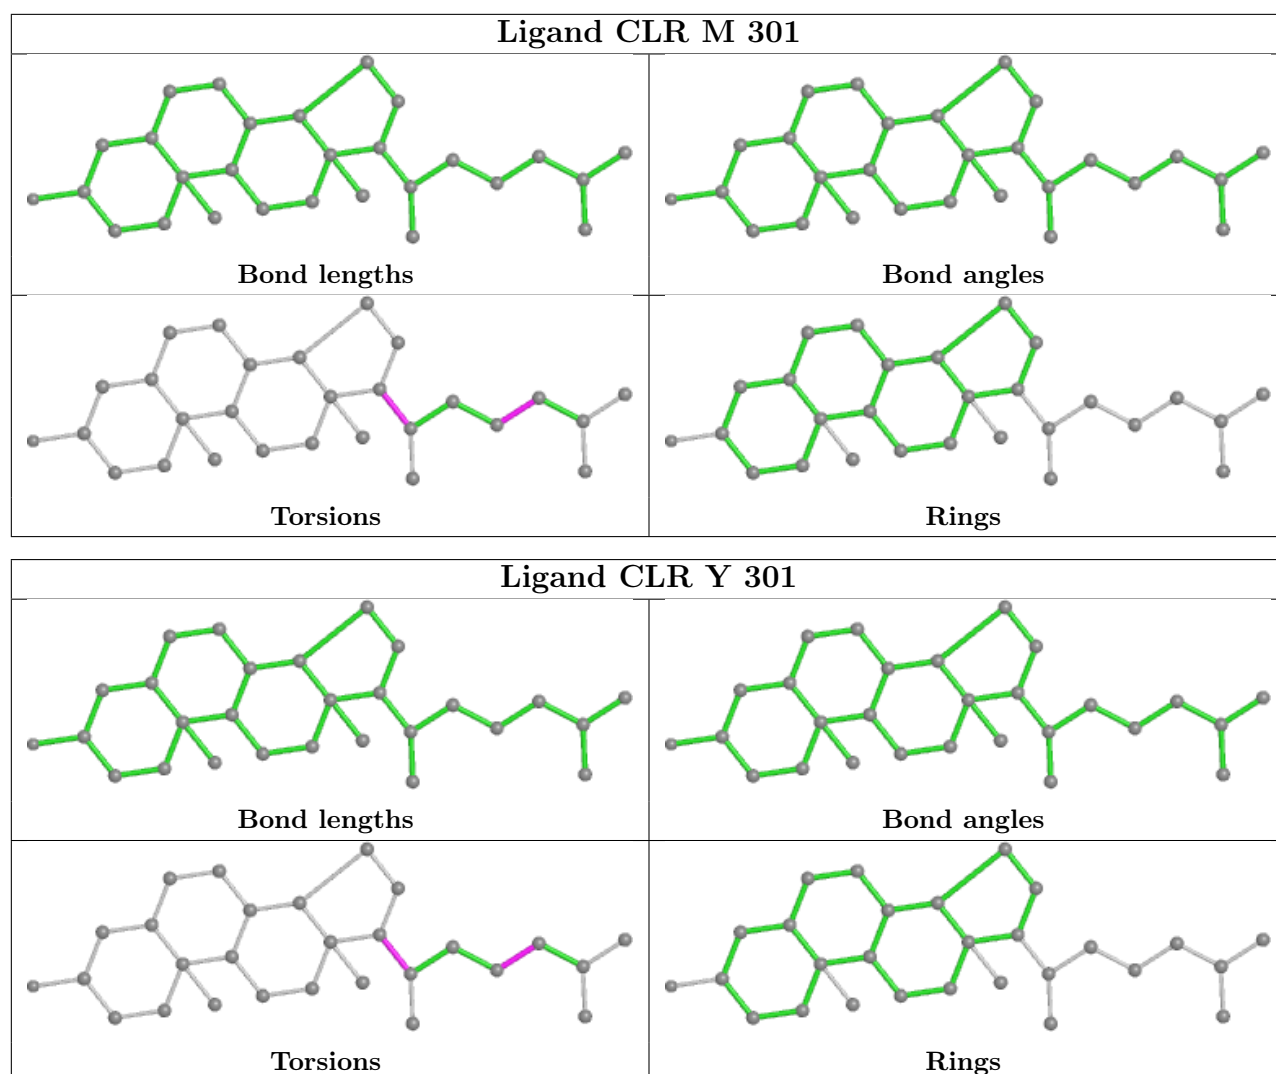 Ligand CLR M 301
Bond lengths
Bond angles
Torsions
Rings
Ligand CLR Y 301
Bond lengths
Bond angles
Torsions
Rings